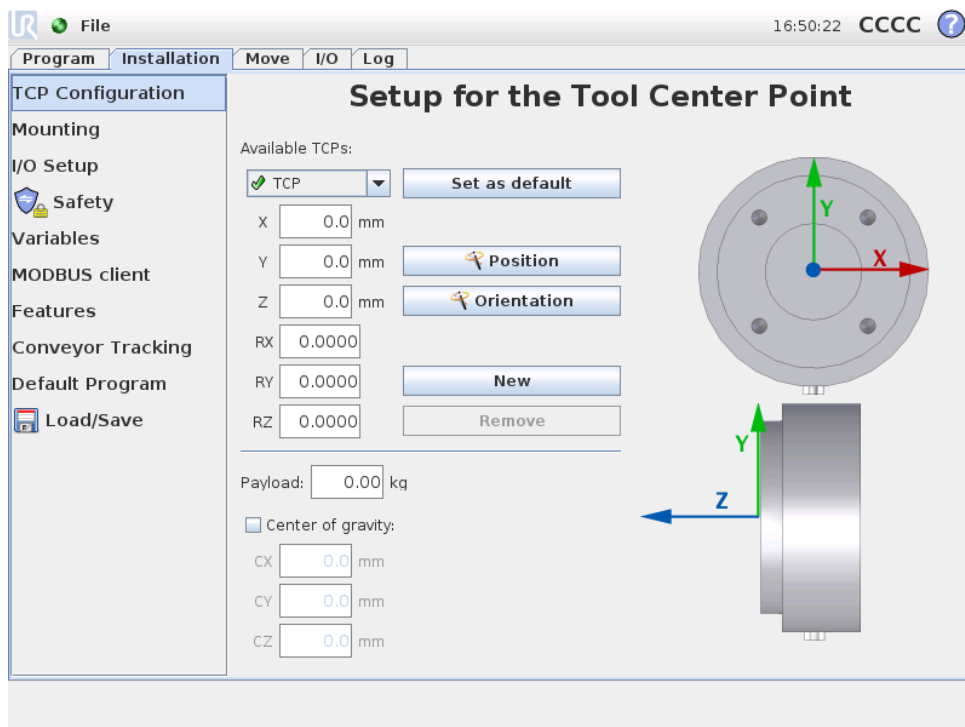 UR File 16:50:22 CCCC ?
Program Installation Move I/O Log
TCP Configuration
Mounting
I/O Setup
Safety
Variables
MODBUS client
Features
Conveyor Tracking
Default Program
Load/Save
Setup for the Tool Center Point
Available TCPs:
TCP Set as default
X 0.0 mm
Y 0.0 mm Position
Z 0.0 mm Orientation
RX 0.0000
RY 0.0000 New
RZ 0.0000 Remove
Payload: 0.00 kg
Center of gravity:
CX 0.0 mm
CY 0.0 mm
CZ 0.0 mm
Y
X
Y
Z